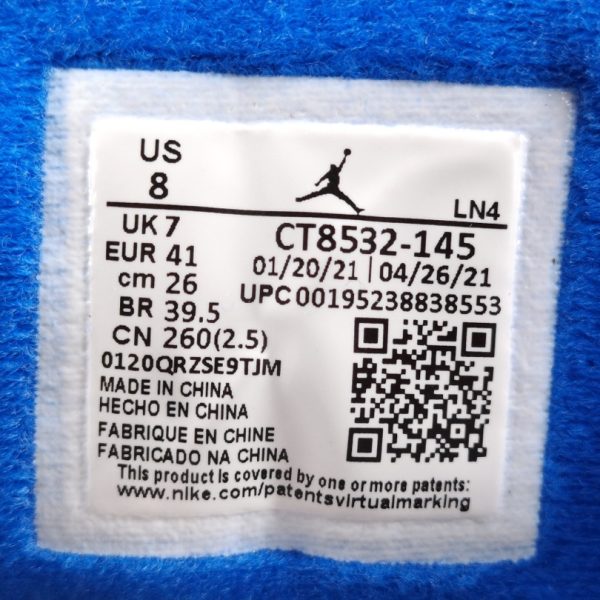 US
8
LN4
UK 7
EUR 41
cm 26
BR 39.5
CN 260(2.5)
CT8532-145
01/20/21 | 04/26/21
UPC00195238838553
0120QRZSE9TJM
MADE IN CHINA
HECHO EN CHINA
FABRIQUE EN CHINE
FABRICADO NA CHINA
This product is covered by one or more patents:
www.nike.com/patentsvirtualmarking